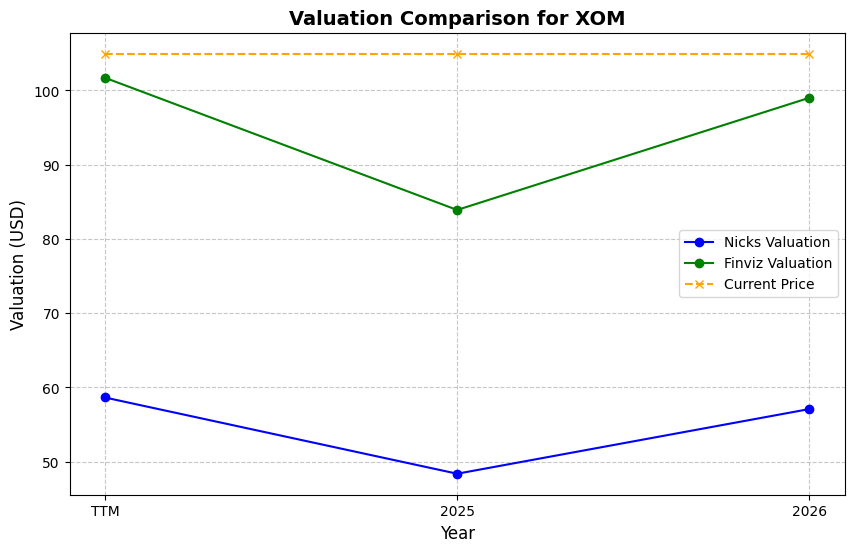 Valuation Comparison for XOM
Valuation (USD)
100
90
80
70
60
50
Nicks Valuation
Finviz Valuation
Current Price
TTM
2025
2026
Year